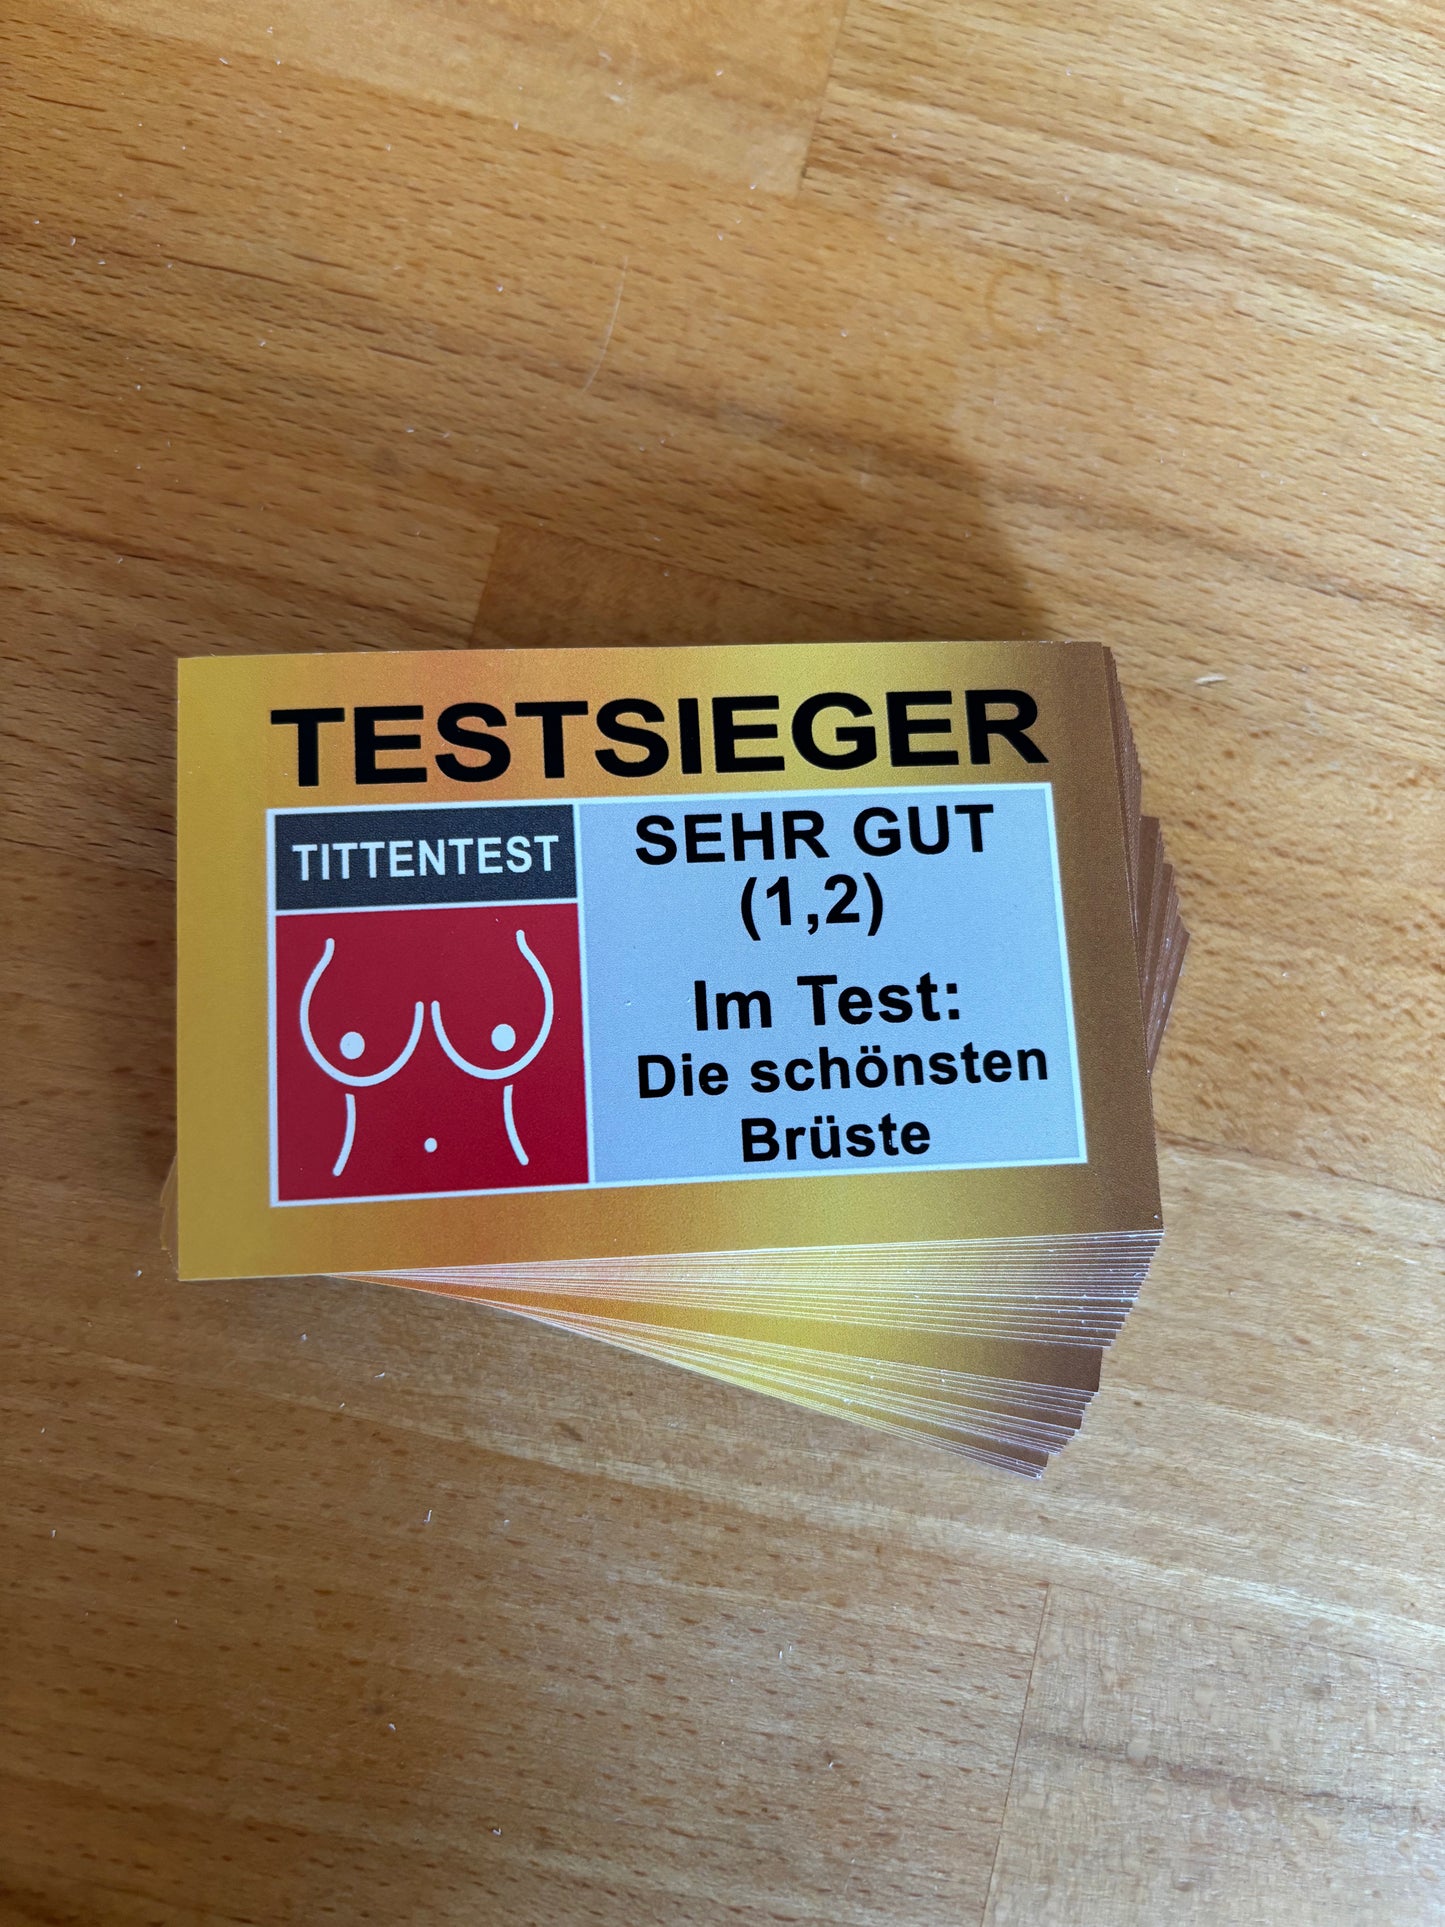 TESTSIEGER
TITTENTEST
SEHR GUT
(1,2)
Im Test:
Die schönsten
Brüste